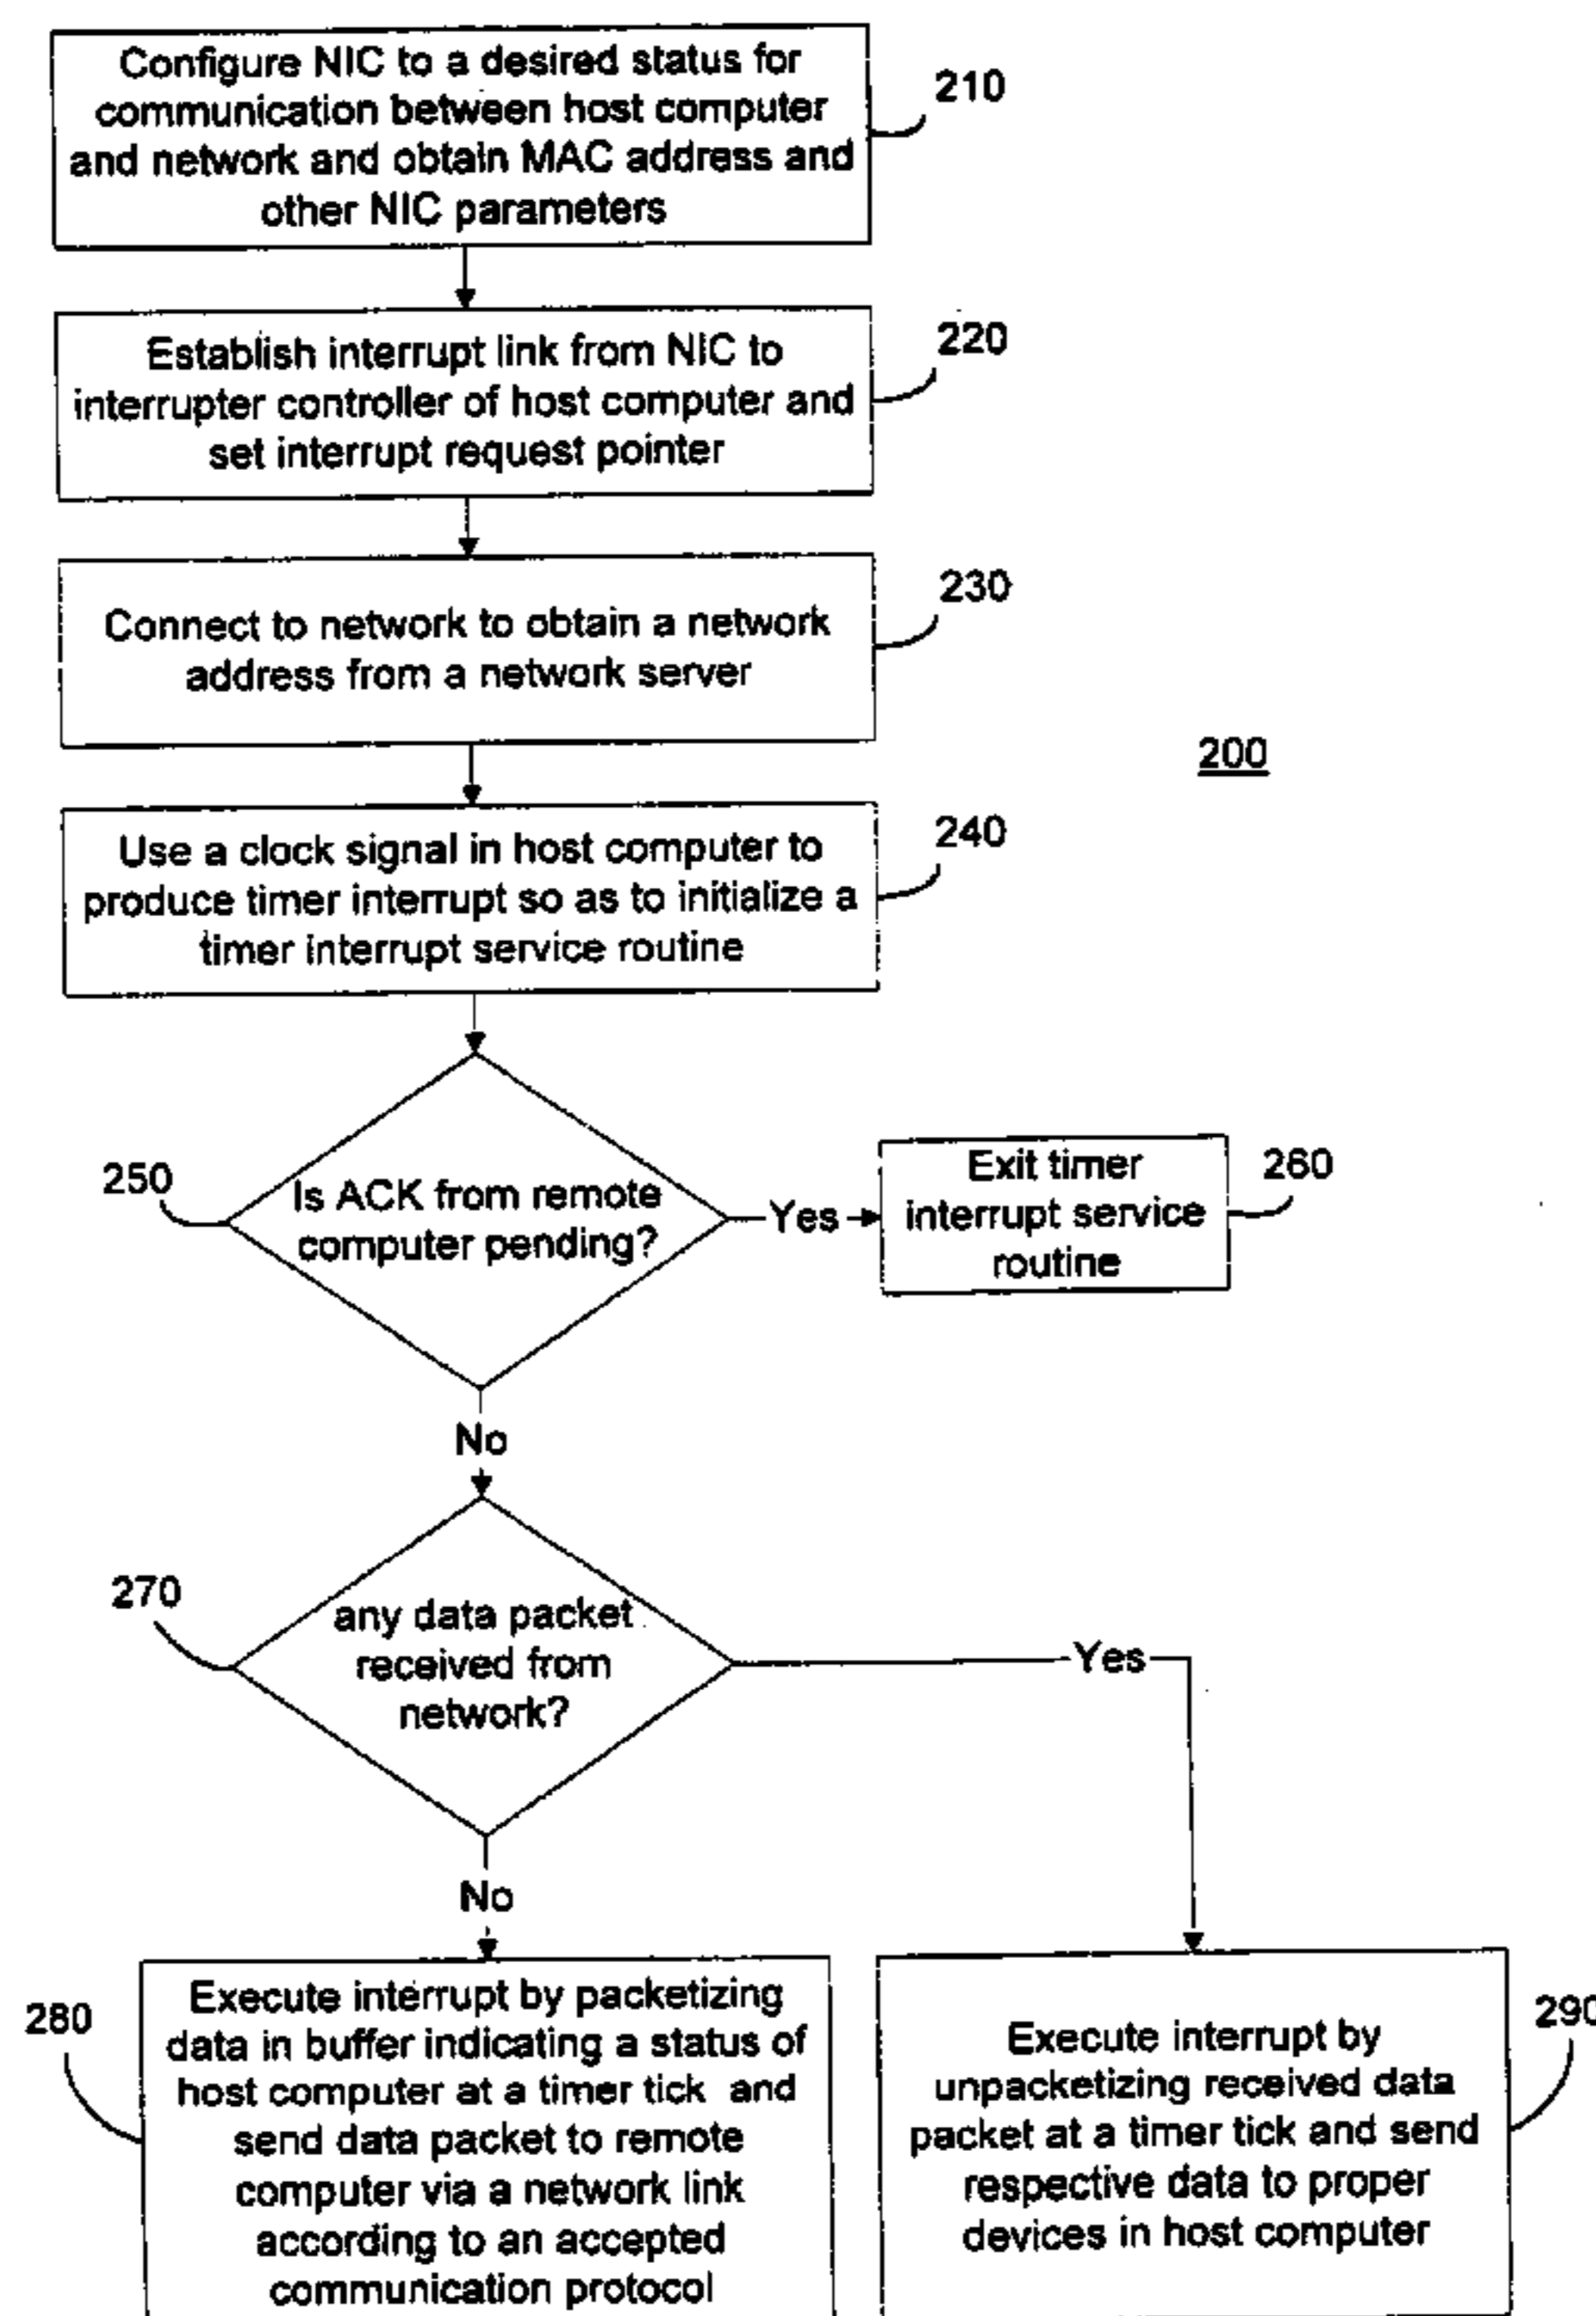 Configure NIC to a desired status for
communication between host computer
and network and obtain MAC address and
other NIC parameters
210
Establish interrupt link from NIC to
interrupter controller of host computer and
set interrupt request pointer
220
Connect to network to obtain a network
address from a network server
230
200
Use a clock signal in host computer to
produce timer interrupt so as to initialize a
timer interrupt service routine
240
250
Is ACK from remote
computer pending?
Yes
Exit timer
interrupt service
routine
260
No
270
any data packet
received from
network?
Yes
No
280
Execute interrupt by packetizing
data in buffer indicating a status of
host computer at a timer tick and
send data packet to remote
computer via a network link
according to an accepted
communication protocol
Execute interrupt by
unpacketizing received data
packet at a timer tick and send
respective data to proper
devices in host computer
290